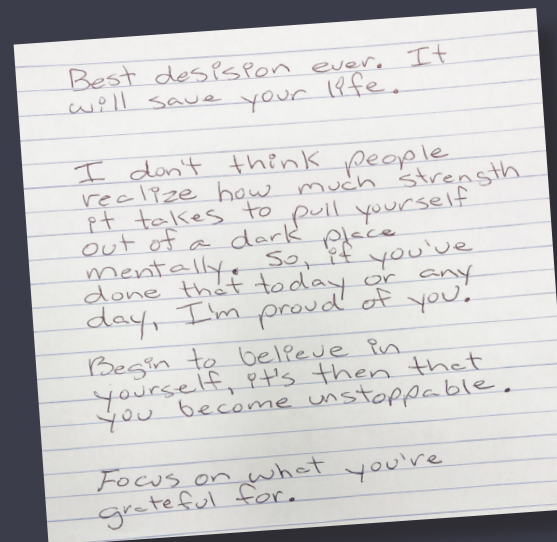 Best desision ever. It
will save your life.
I don't think people
realize how much strength
it takes to pull yourself
out of a dark place
mentally. So, if you've
done that today or any
day, I'm proud of you.
Begin to believe in
yourself, it's then that
you become unstoppable.
Focus on what you're
grateful for.